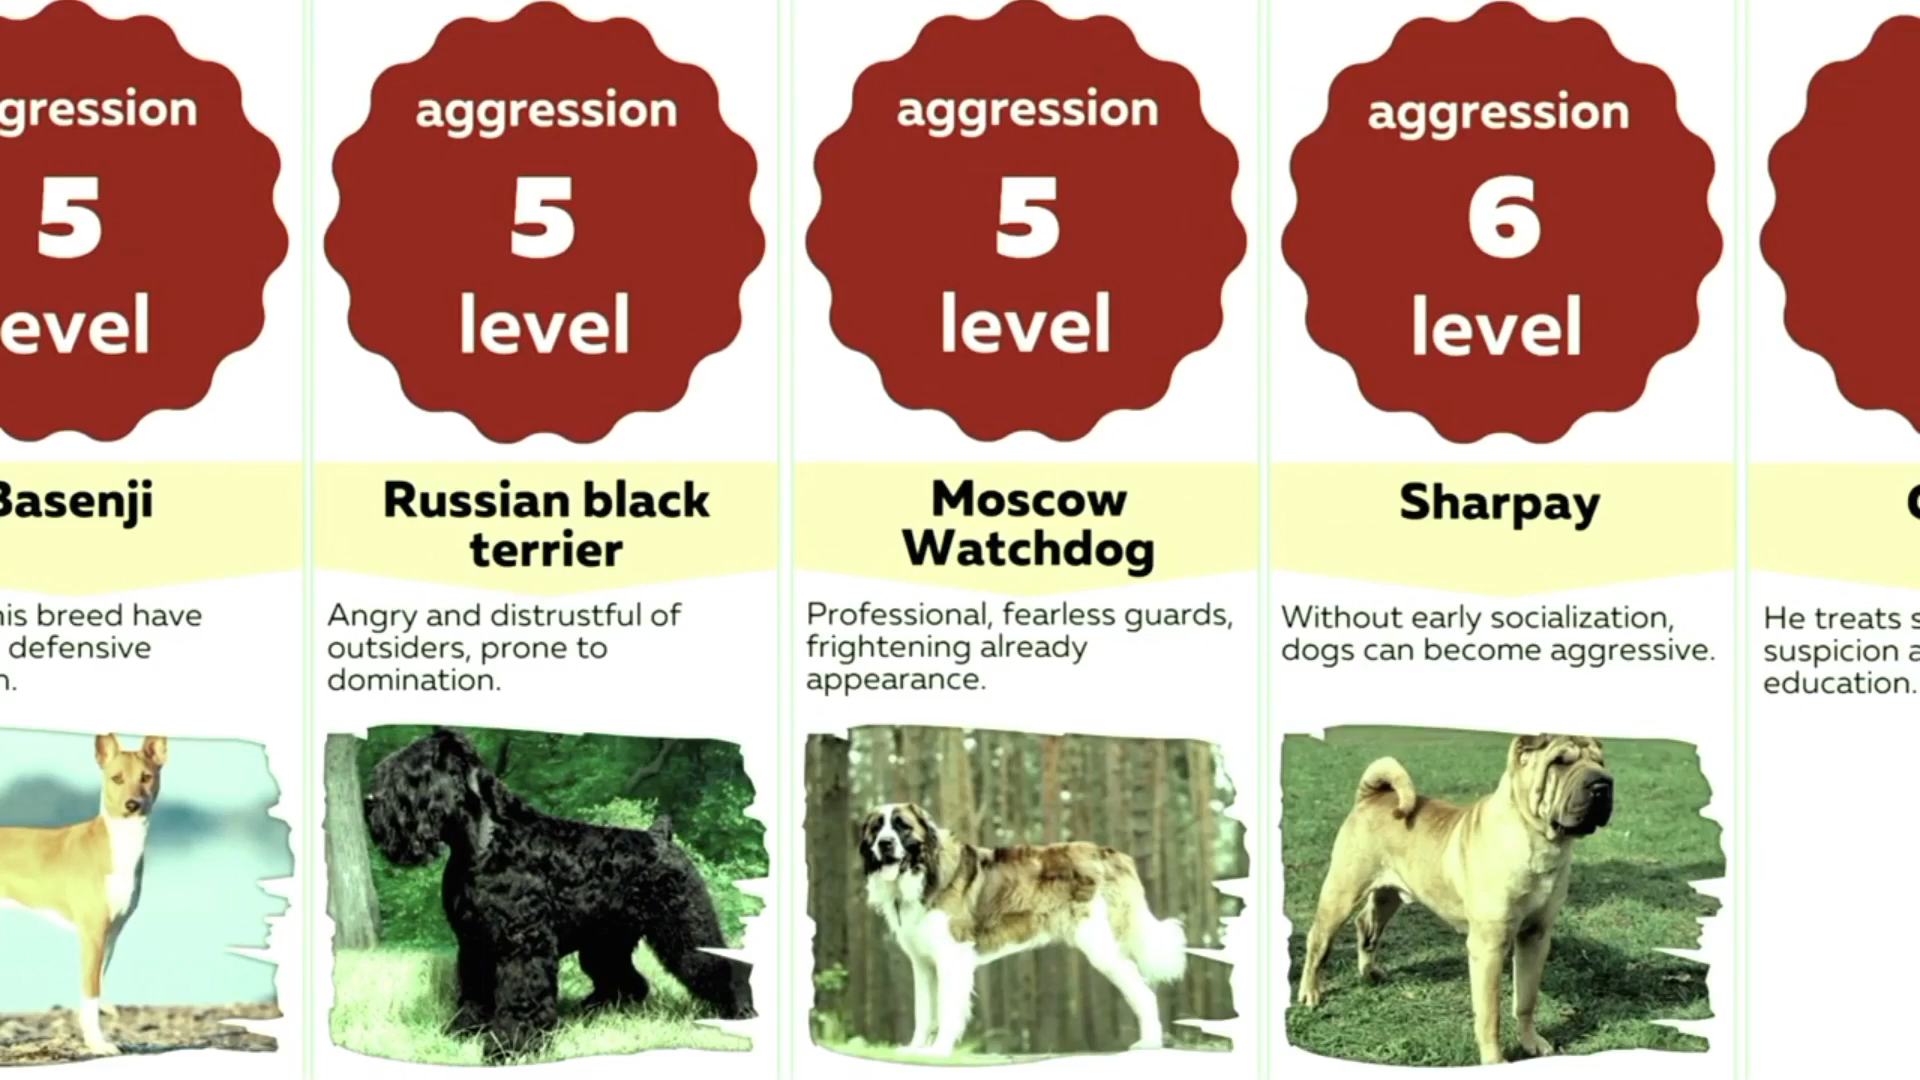 gression
5
evel
Basenji
his breed have
defensive
n.
aggression
5
level
Russian black
terrier
Angry and distrustful of
outsiders, prone to
domination.
aggression
5
level
Moscow
Watchdog
Professional, fearless guards,
frightening already
appearance.
aggression
6
level
Sharpay
Without early socialization,
dogs can become aggressive.
He treats s
suspicion a
education.